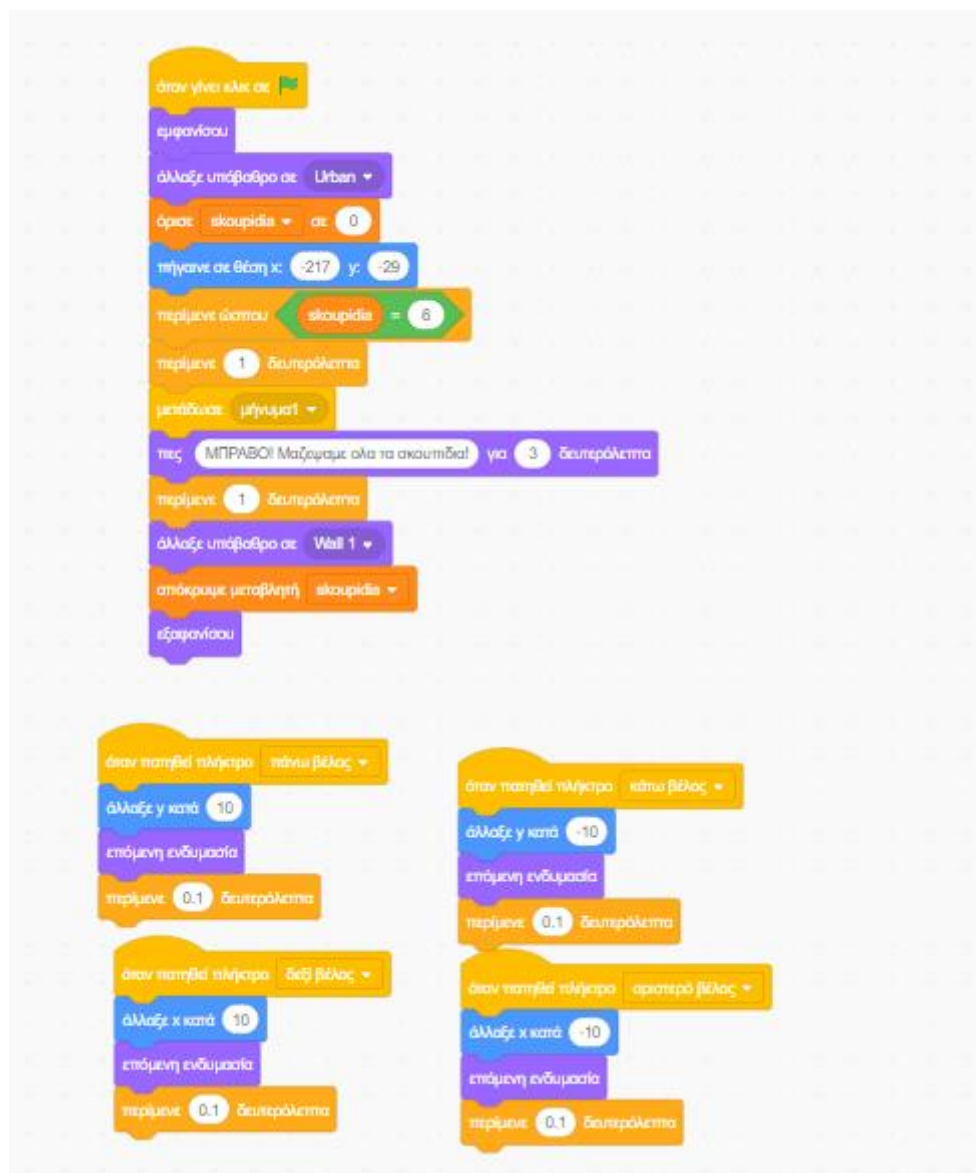 όταν γίνει κλικ σε
εμφανίσου
άλλαξε υπόβαθρο σε Urban
όρισε skoupidia σε 0
πήγαινε σε θέση x: -217 y: -29
περίμενε ώσπου skoupidia = 6
περίμενε 1 δευτερόλεπτα
μετάδωσε μήνυμα1
πες ΜΠΡΑΒΟ! Μαζεψαμε ολα τα σκουπιδια! για 3 δευτερόλεπτα
περίμενε 1 δευτερόλεπτα
άλλαξε υπόβαθρο σε Wall 1
απόκρυψε μεταβλητή skoupidia
εξαφανίσου
όταν πατηθεί πλήκτρο πάνω βέλος
άλλαξε y κατά 10
επόμενη ενδυμασία
περίμενε 0.1 δευτερόλεπτα
όταν πατηθεί πλήκτρο κάτω βέλος
άλλαξε y κατά -10
επόμενη ενδυμασία
περίμενε 0.1 δευτερόλεπτα
όταν πατηθεί πλήκτρο δεξί βέλος
άλλαξε x κατά 10
επόμενη ενδυμασία
περίμενε 0.1 δευτερόλεπτα
όταν πατηθεί πλήκτρο αριστερό βέλος
άλλαξε x κατά -10
επόμενη ενδυμασία
περίμενε 0.1 δευτερόλεπτα